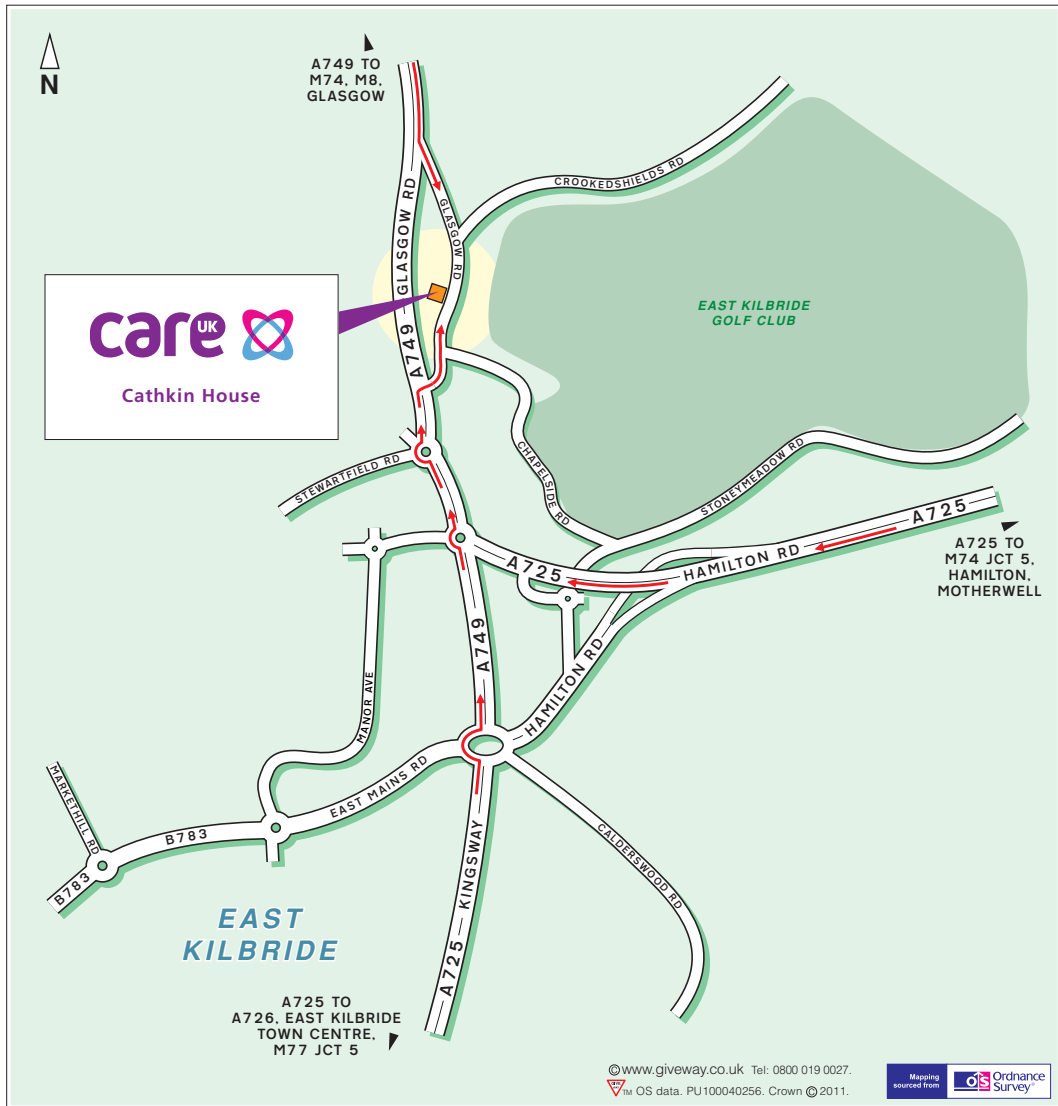 N
A749 TO
M74, M8,
GLASGOW
CROOKEDSHIELDS RD
GLASGOW RD
A749 GLASGOW RD
care UK
Cathkin House
EAST KILBRIDE
GOLF CLUB
STEWARTFIELD RD
CHAPELSIDE RD
STONEYMEADOW RD
A725
HAMILTON RD
A725
A725 TO
M74 JCT 5,
HAMILTON,
MOTHERWELL
A749
HAMILTON RD
MANOR AVE
EAST MAINS RD
MARKETHILL RD
B783
B783
A725 KINGSWAY
CALDERSWOOD RD
EAST
KILBRIDE
A725 TO
A726, EAST KILBRIDE
TOWN CENTRE,
M77 JCT 5
© www.giveway.co.uk Tel: 0800 019 0027.
TM OS data. PU100040256. Crown © 2011.
Mapping
sourced from
OS Ordnance
Survey®